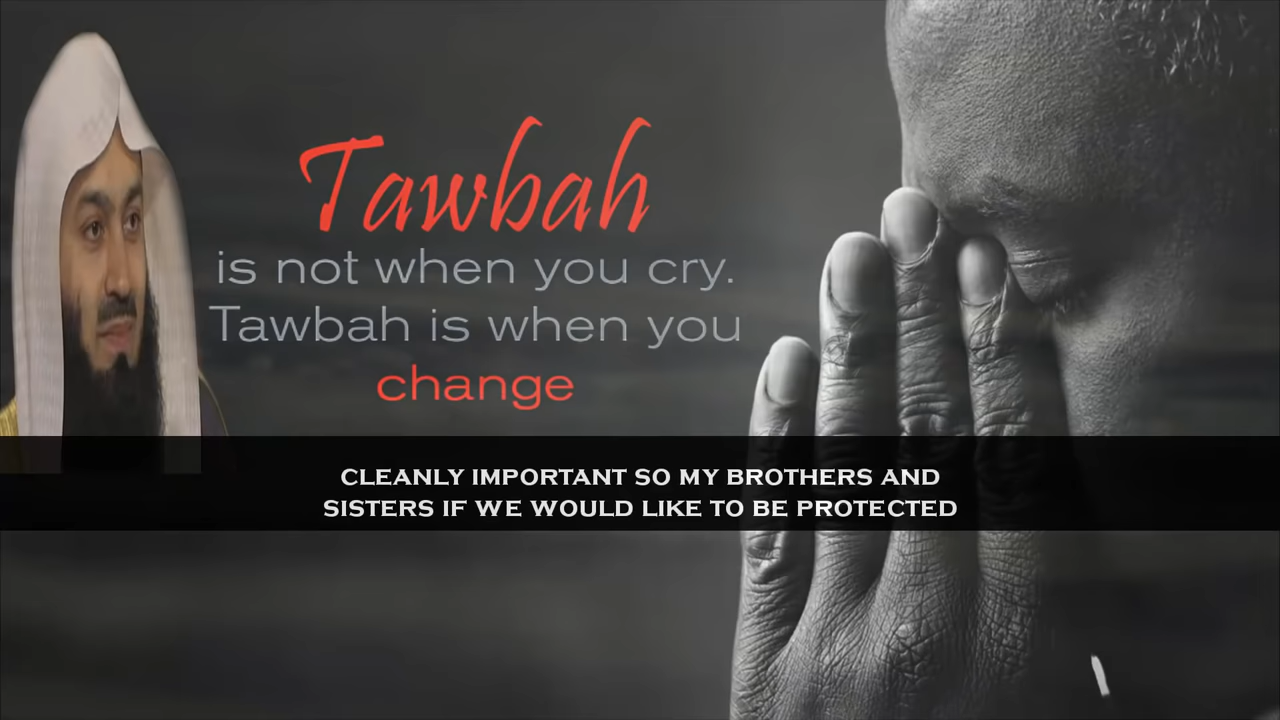 Tawbah
is not when you cry.
Tawbah is when you
change
CLEANLY IMPORTANT SO MY BROTHERS AND
SISTERS IF WE WOULD LIKE TO BE PROTECTED